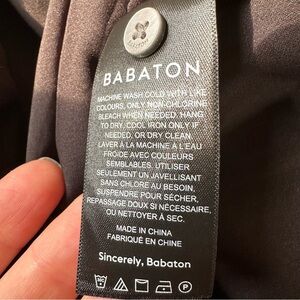 BABATON
MACHINE WASH COLD WITH LIKE
COLOURS, ONLY NON-CHLORINE
BLEACH WHEN NEEDED. HANG
TO DRY. COOL IRON ONLY IF
NEEDED, OR DRY CLEAN.
LAVER À LA MACHINE À L'EAU
FROIDE AVEC COULEURS
SEMBLABLES. UTILISER
SEULEMENT UN JAVELLISANT
SANS CHLORE AU BESOIN.
SUSPENDRE POUR SÉCHER.
REPASSAGE DOUX SI NÉCESSAIRE,
OU NETTOYER À SEC.
MADE IN CHINA
FABRIQUÉ EN CHINE
Sincerely, Babaton